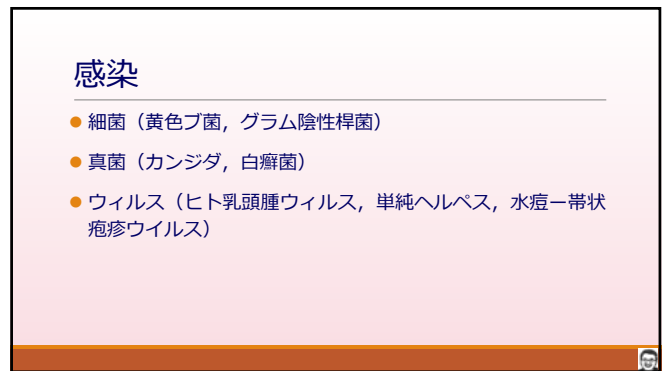 感染
細菌（黄色ブ菌，グラム陰性桿菌）
真菌（カンジダ，白癬菌）
ウィルス（ヒト乳頭腫ウィルス，単純ヘルペス，水痘ー帯状
疱疹ウイルス）